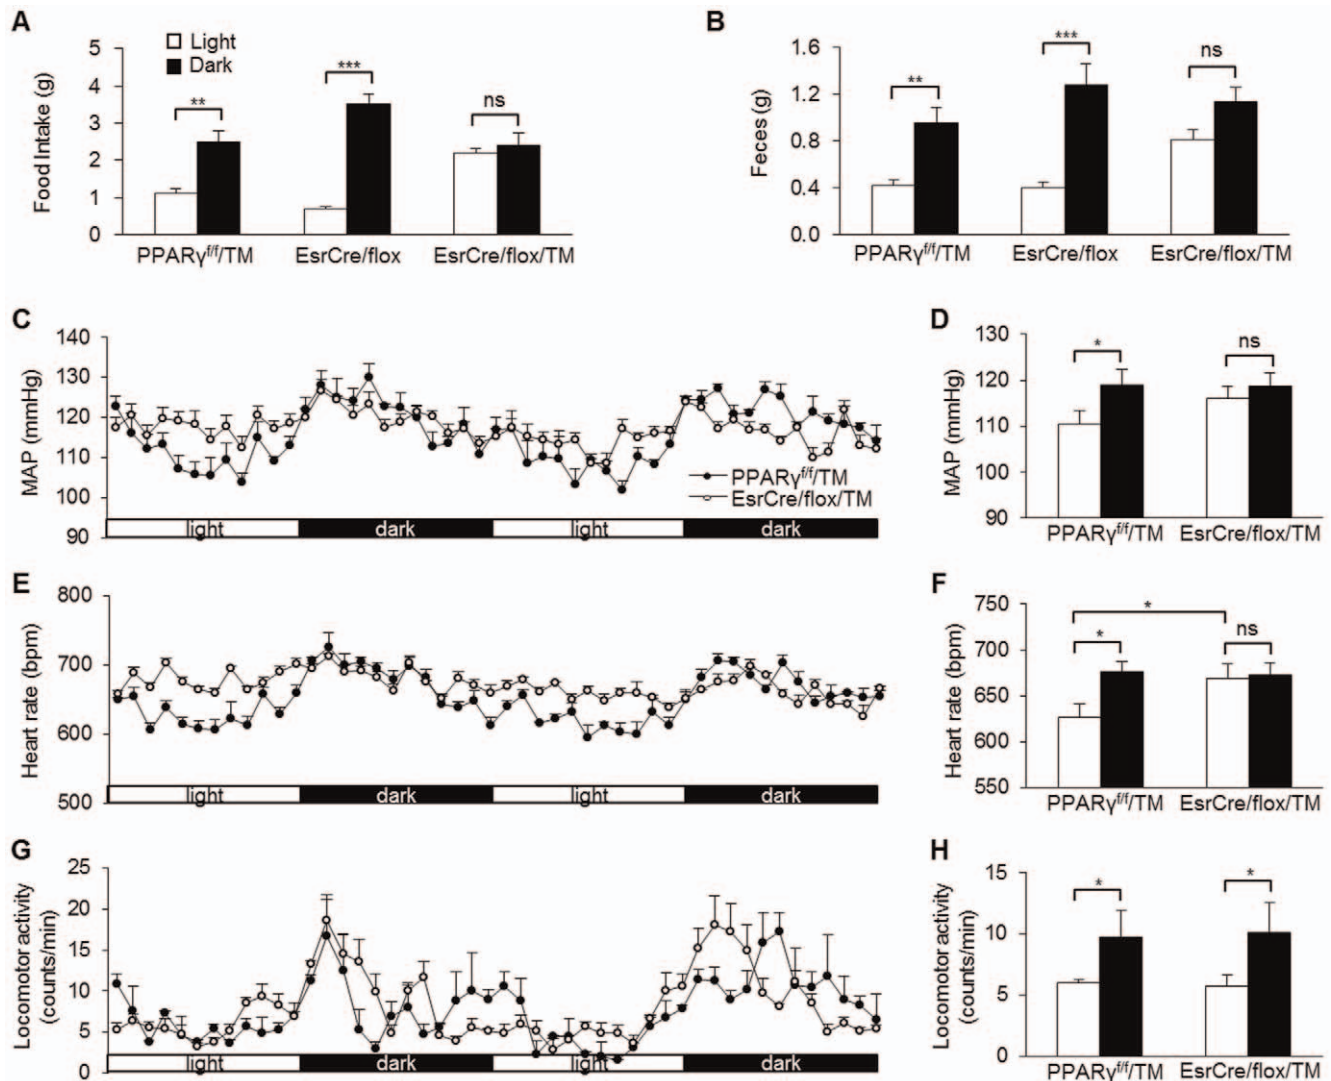 A
B
Light
Dark
Food Intake (g)
5
4
3
2
1
0
** *** ns
PPARγf/f/TM EsrCre/flox EsrCre/flox/TM
Feces (g)
1.6
1.2
0.8
0.4
0.0
** *** ns
PPARγf/f/TM EsrCre/flox EsrCre/flox/TM
C
MAP (mmHg)
140
130
120
110
100
90
PPARγf/f/TM
EsrCre/flox/TM
light dark light dark
D
MAP (mmHg)
130
120
110
100
90
* ns
PPARγf/f/TM EsrCre/flox/TM
E
Heart rate (bpm)
800
700
600
500
light dark light dark
F
Heart rate (bpm)
750
700
650
600
550
*
* ns
PPARγf/f/TM EsrCre/flox/TM
G
Locomotor activity
(counts/min)
25
20
15
10
5
0
light dark light dark
H
Locomotor activity
(counts/min)
15
10
5
0
* *
PPARγf/f/TM EsrCre/flox/TM